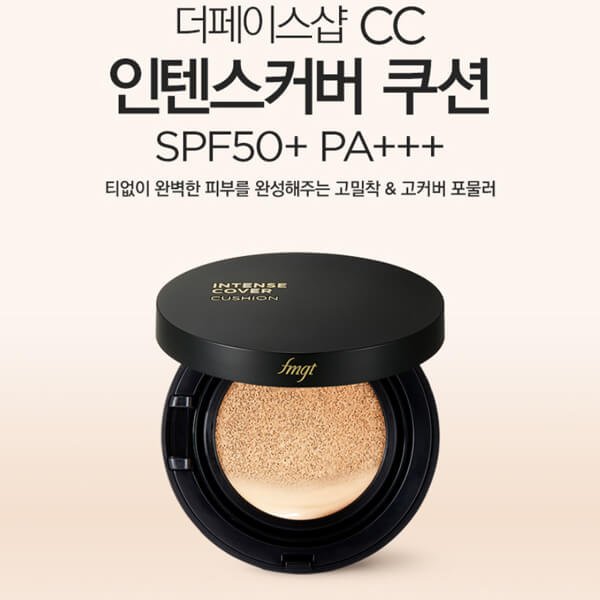 더페이스샵 CC
인텐스커버 쿠션
SPF50+ PA+++
티없이 완벽한 피부를 완성해주는 고밀착 & 고커버 포뮬러
INTENSE
COVER
CUSHION
fmgt